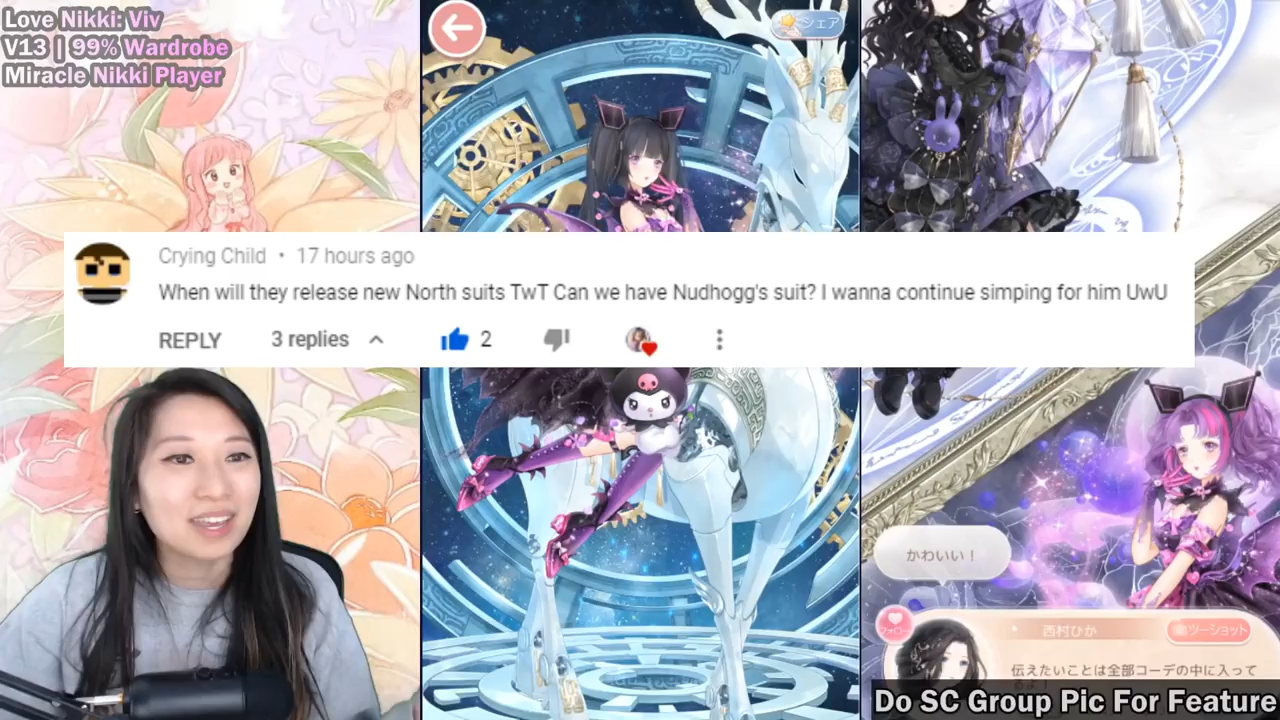 Love Nikki: Viv
V13 | 99% Wardrobe
Miracle Nikki Player
シェア
Crying Child • 17 hours ago
When will they release new North suits TwT Can we have Nudhogg's suit? I wanna continue simping for him UwU
REPLY 3 replies 2
かわいい！
フォロー
西村ひか
ツーショット
伝えたいことは全部コーデの中に入って
Do SC Group Pic For Feature